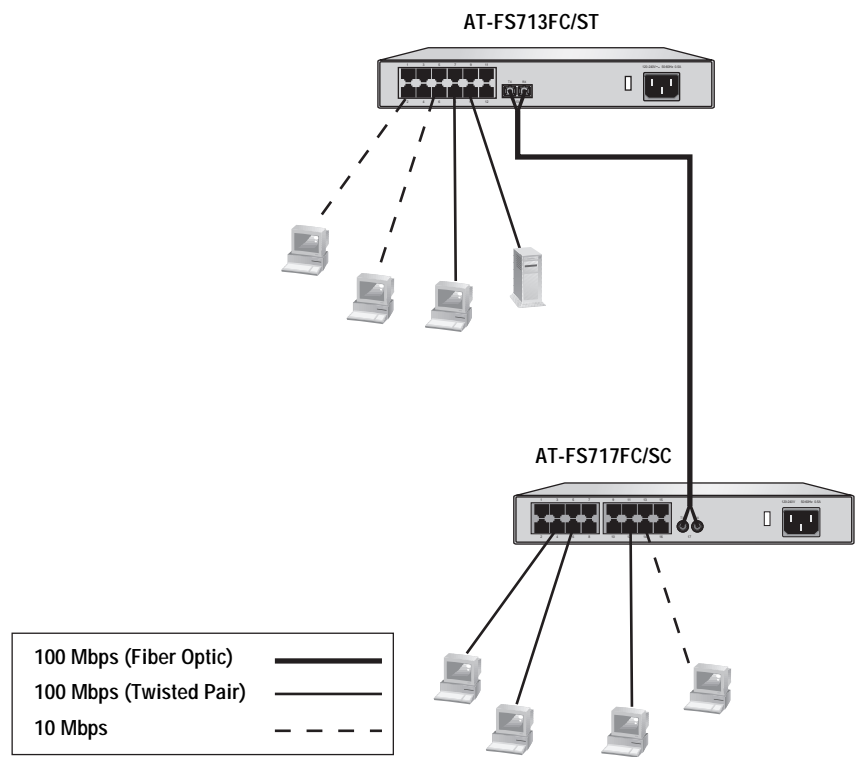 AT-FS713FC/ST
AT-FS717FC/SC
100 Mbps (Fiber Optic)
100 Mbps (Twisted Pair)
10 Mbps